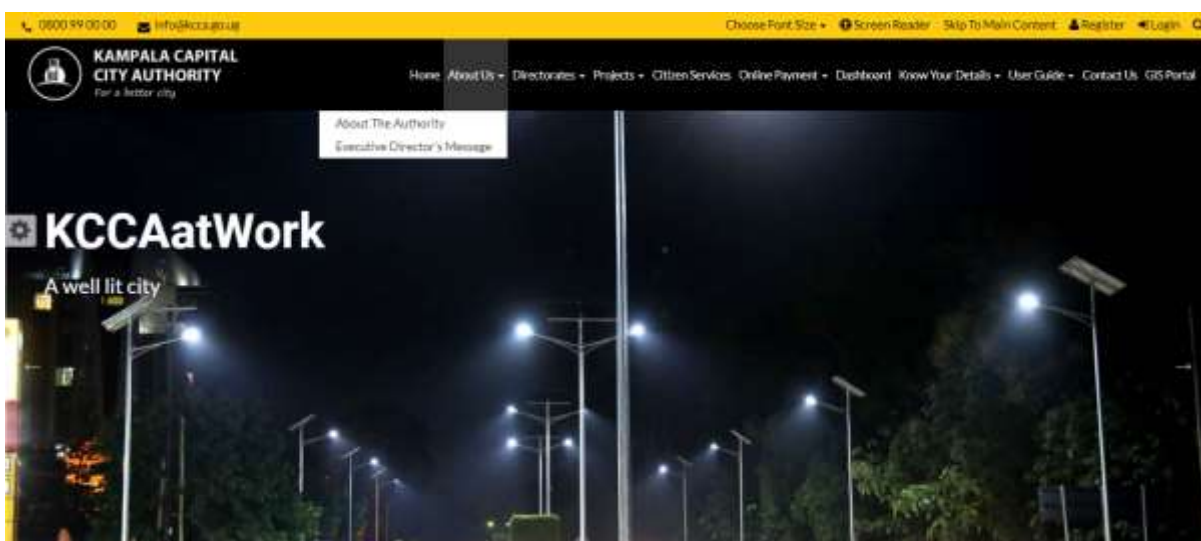 0800 99 00 00 info@kcca.go.ug Choose Font Size Screen Reader Skip To Main Content Register Login
KAMPALA CAPITAL
CITY AUTHORITY
For a better city
Home About Us Directorates Projects Citizen Services Online Payment Dashboard Know Your Details User Guide Contact Us GIS Portal
About The Authority
Executive Director's Message
KCCAatWork
A well lit city